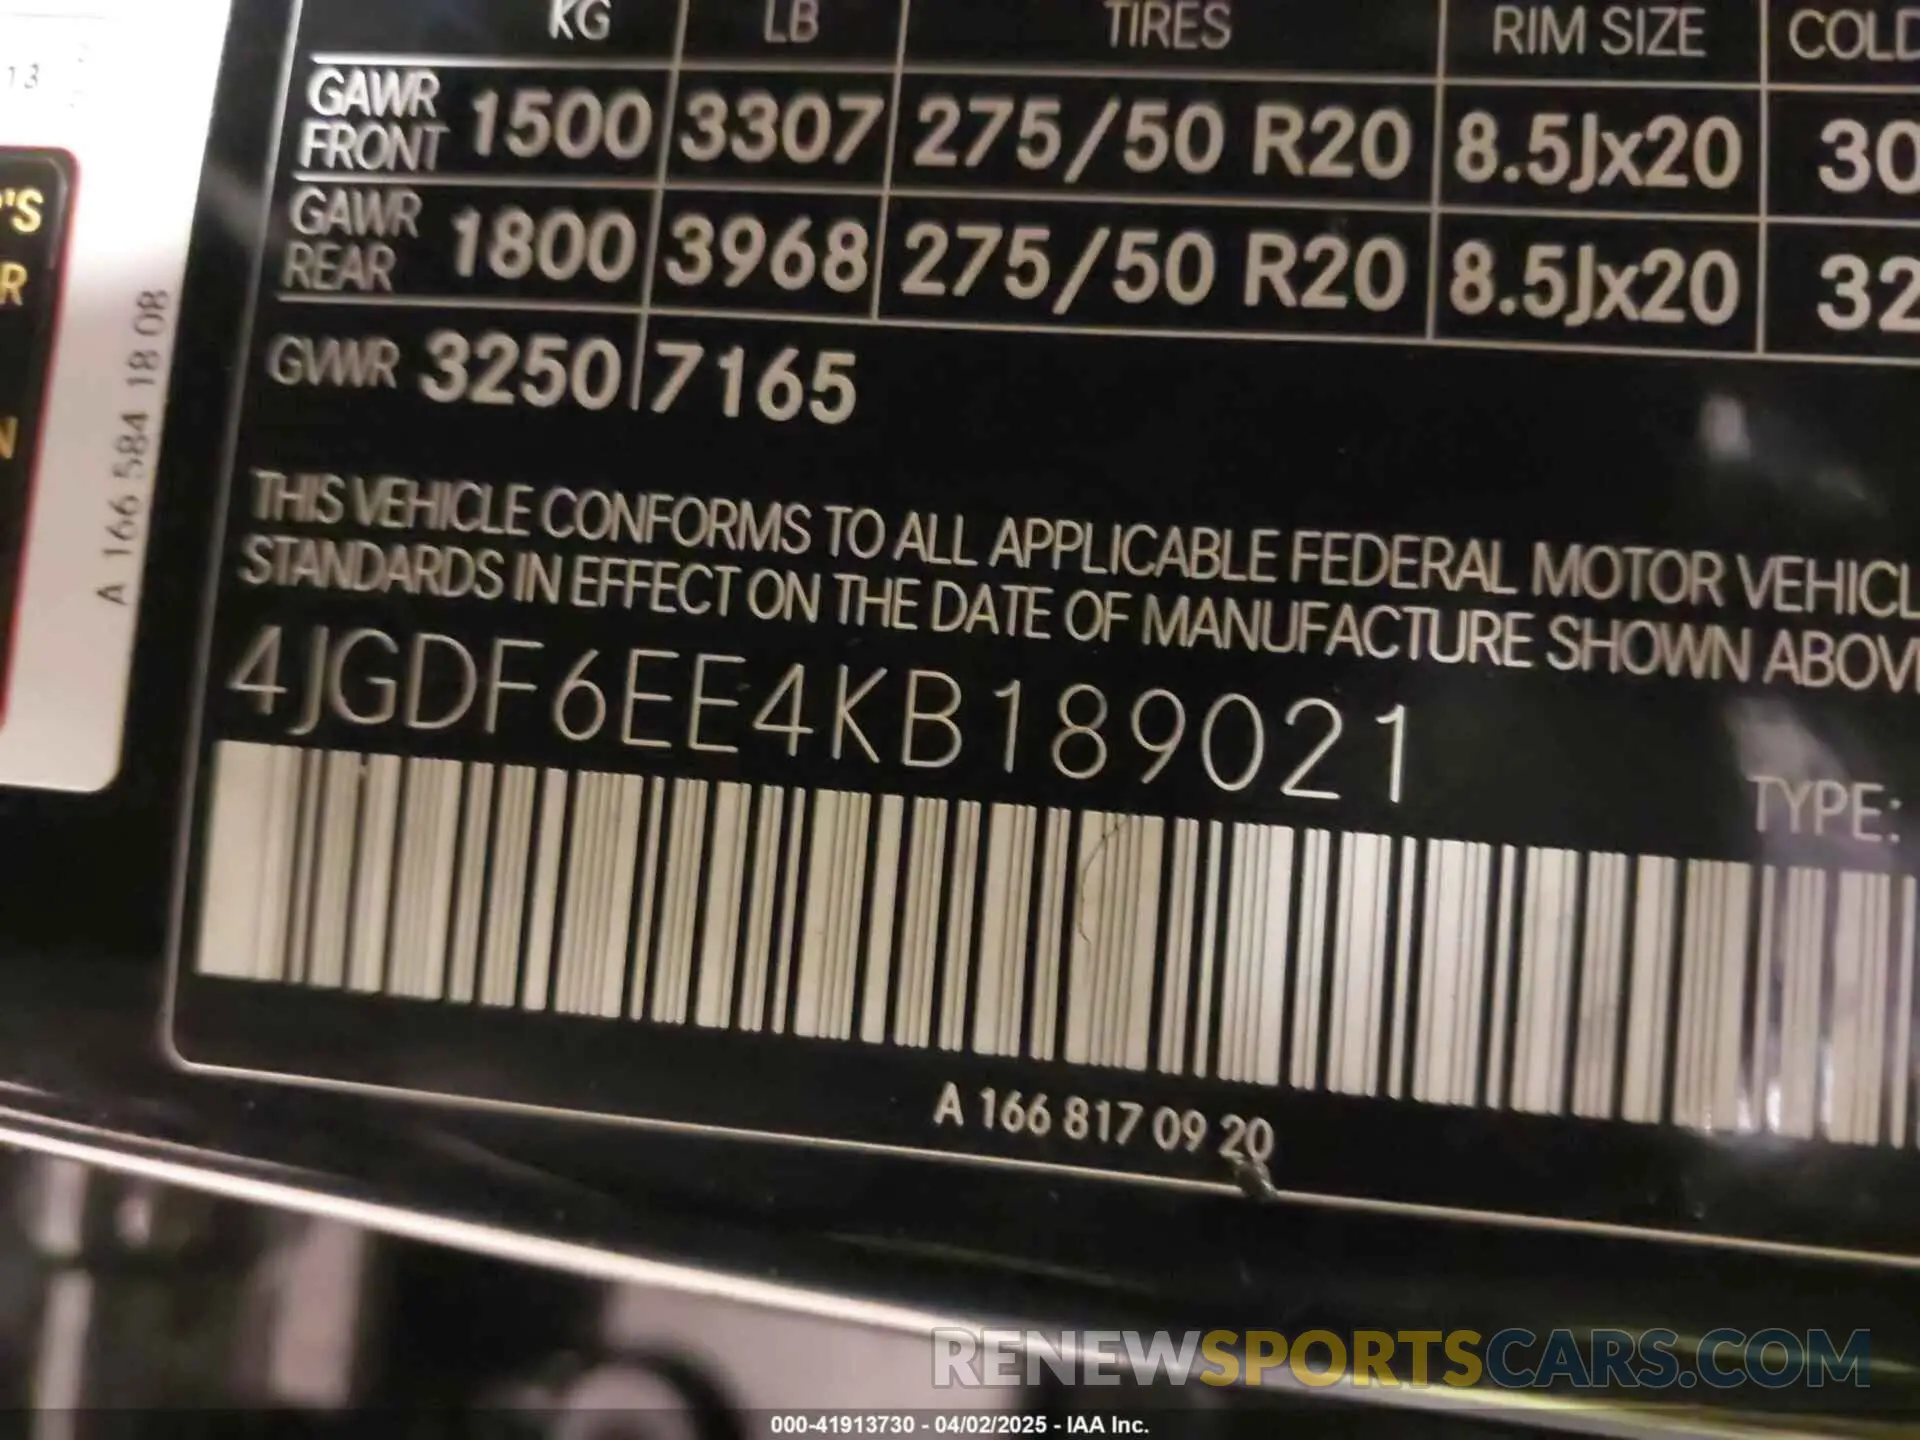 KG LB TIRES RIM SIZE COLD
GAWR FRONT 1500 3307 275/50 R20 8.5Jx20 30
GAWR REAR 1800 3968 275/50 R20 8.5Jx20 32
GVWR 3250 7165
THIS VEHICLE CONFORMS TO ALL APPLICABLE FEDERAL MOTOR VEHICL
STANDARDS IN EFFECT ON THE DATE OF MANUFACTURE SHOWN ABOVE
4JGDF6EE4KB189021
TYPE:
A 166 817 09 20
13
'S
R
N
A 166 584 18 08
RENEWSPORTSCARS.COM
000-41913730 - 04/02/2025 - IAA Inc.